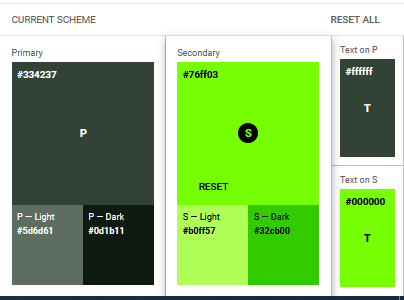 CURRENT SCHEME
RESET ALL
Primary
#334237
P
P — Light
#5d6d61
P — Dark
#0d1b11
Secondary
#76ff03
S
RESET
S — Light
#b0ff57
S — Dark
#32cb00
Text on P
#ffffff
T
Text on S
#000000
T